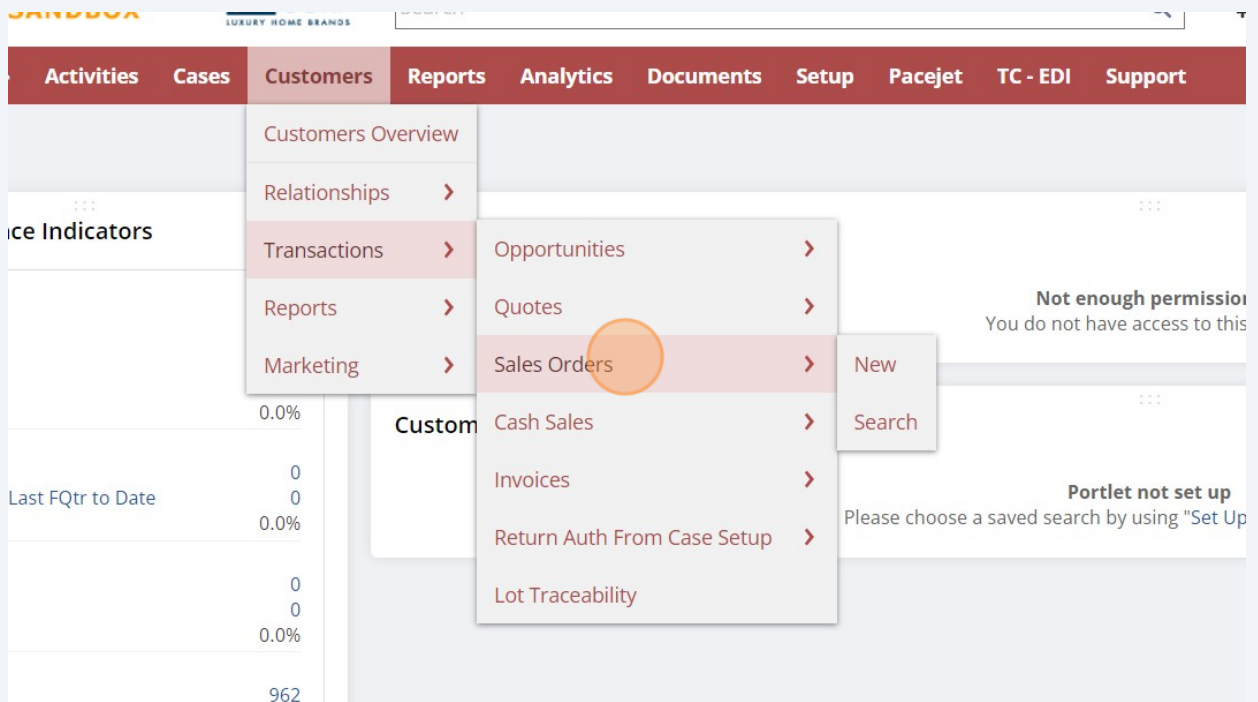 SANDBOX
LUXURY HOME BRANDS
Activities Cases Customers Reports Analytics Documents Setup Pacejet TC - EDI Support
Customers Overview
Relationships
Transactions
Reports
Marketing
Opportunities
Quotes
Sales Orders
Cash Sales
Invoices
Return Auth From Case Setup
Lot Traceability
New
Search
ce Indicators
0.0%
0
Last FQtr to Date 0
0.0%
0
0
0.0%
962
Not enough permission
You do not have access to this
Custom
Portlet not set up
Please choose a saved search by using "Set Up